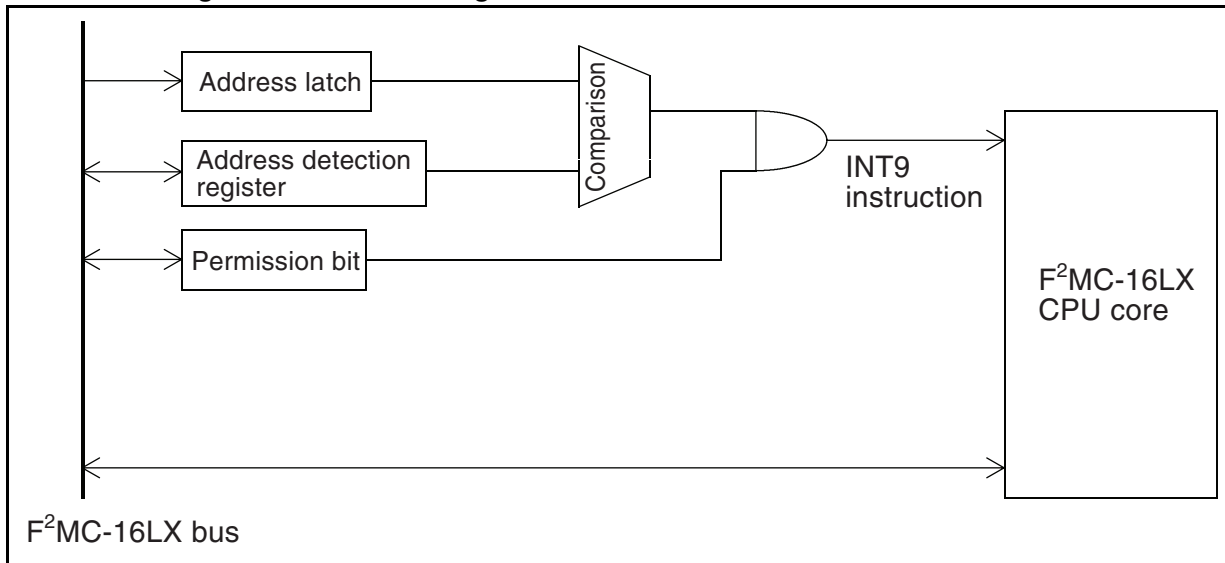 Address latch
Comparison
Address detection
register
INT9
instruction
Permission bit
F²MC-16LX
CPU core
F²MC-16LX bus